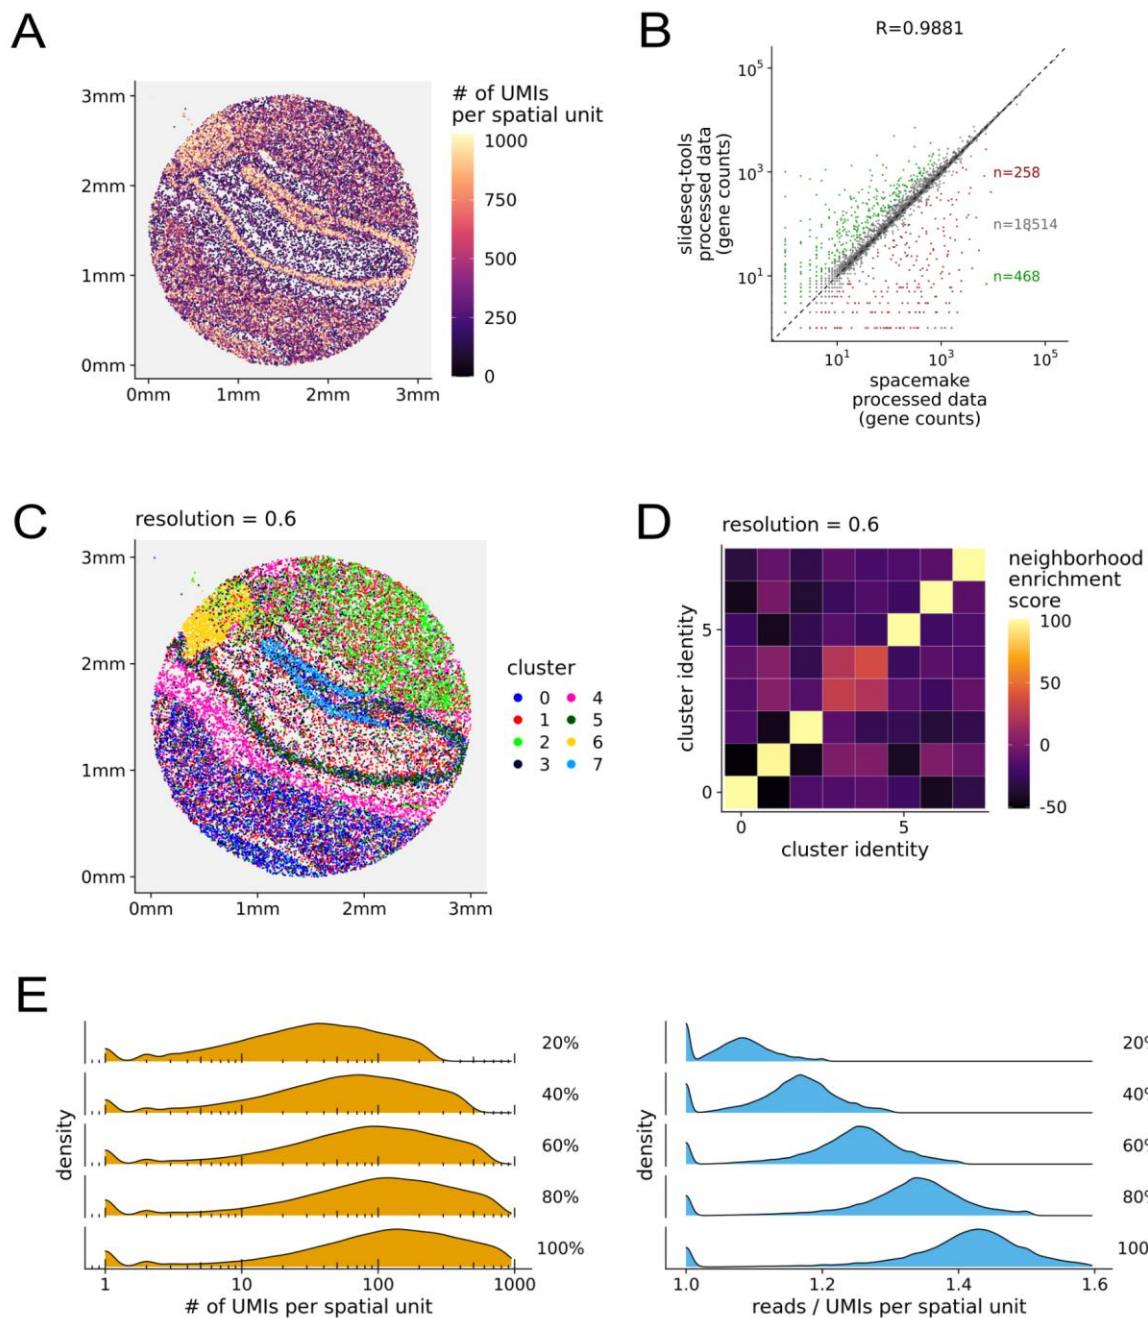 A
# of UMIs
per spatial unit
3mm
2mm
1mm
0mm
0mm 1mm 2mm 3mm
1000
750
500
250
0
B
R=0.9881
slideseq-tools
processed data
(gene counts)
10^5
10^3
10^1
n=258
n=18514
n=468
10^1 10^3 10^5
spacemake
processed data
(gene counts)
C
resolution = 0.6
3mm
2mm
1mm
0mm
0mm 1mm 2mm 3mm
cluster
0 4
1 5
2 6
3 7
D
resolution = 0.6
cluster identity
5
0
0 5
cluster identity
neighborhood
enrichment
score
100
50
0
-50
E
density
20%
40%
60%
80%
100%
1 10 100 1000
# of UMIs per spatial unit
density
20%
40%
60%
80%
100
1.0 1.2 1.4 1.6
reads / UMIs per spatial unit